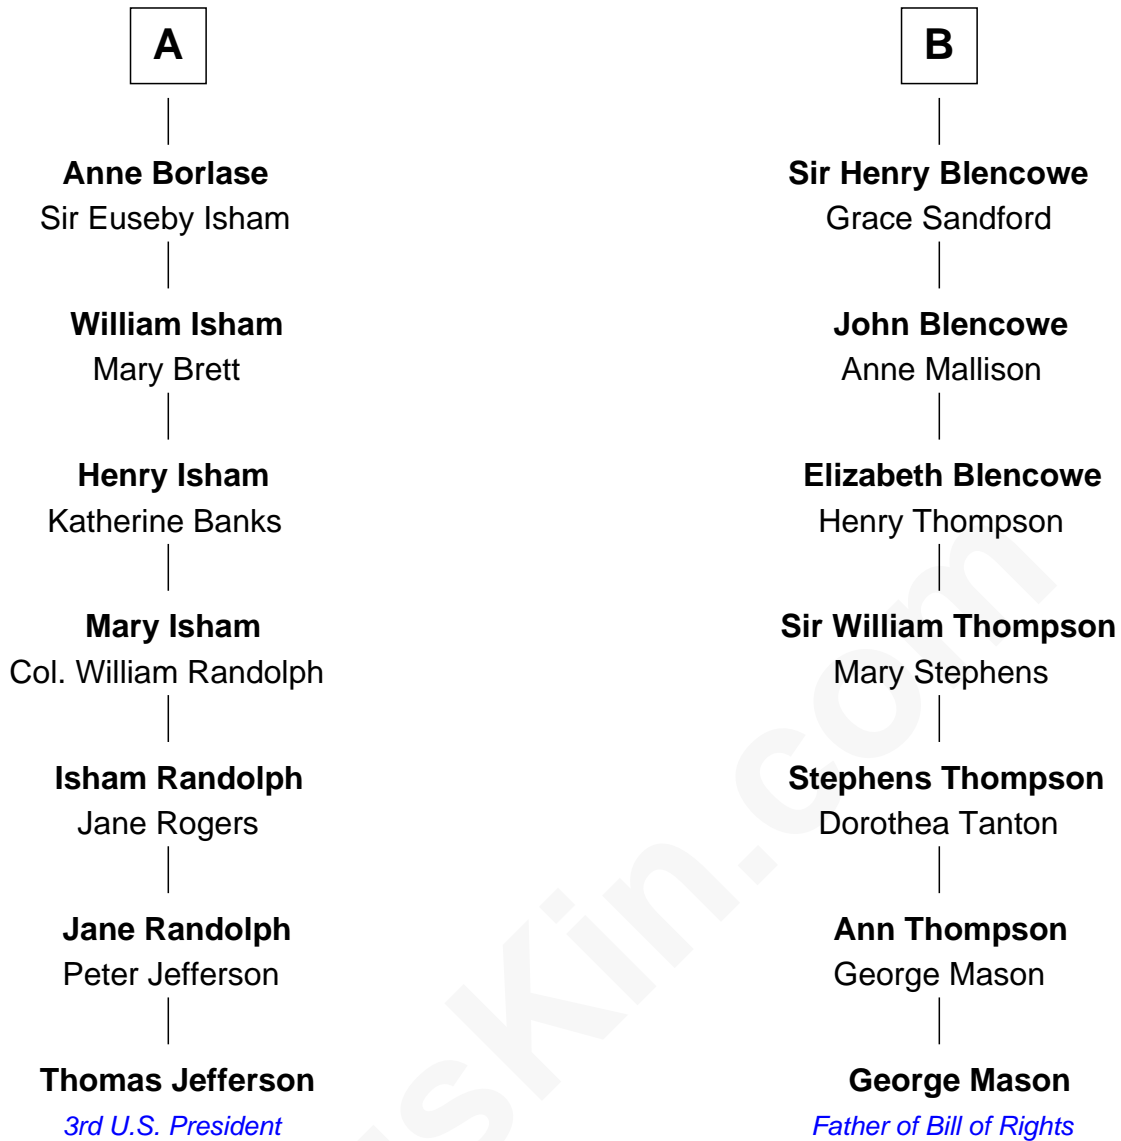 A
Anne Borlase
Sir Euseby Isham
William Isham
Mary Brett
Henry Isham
Katherine Banks
Mary Isham
Col. William Randolph
Isham Randolph
Jane Rogers
Jane Randolph
Peter Jefferson
Thomas Jefferson
3rd U.S. President
B
Sir Henry Blencowe
Grace Sandford
John Blencowe
Anne Mallison
Elizabeth Blencowe
Henry Thompson
Sir William Thompson
Mary Stephens
Stephens Thompson
Dorothea Tanton
Ann Thompson
George Mason
George Mason
Father of Bill of Rights